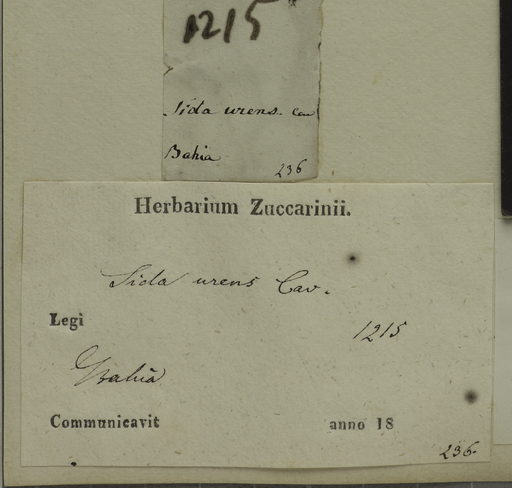 1215
Sida urens. Cav
Bahia
236
Herbarium Zuccarinii.
Sida urens Cav.
Legi
1215
Bahia
Communicavit anno 18
236.